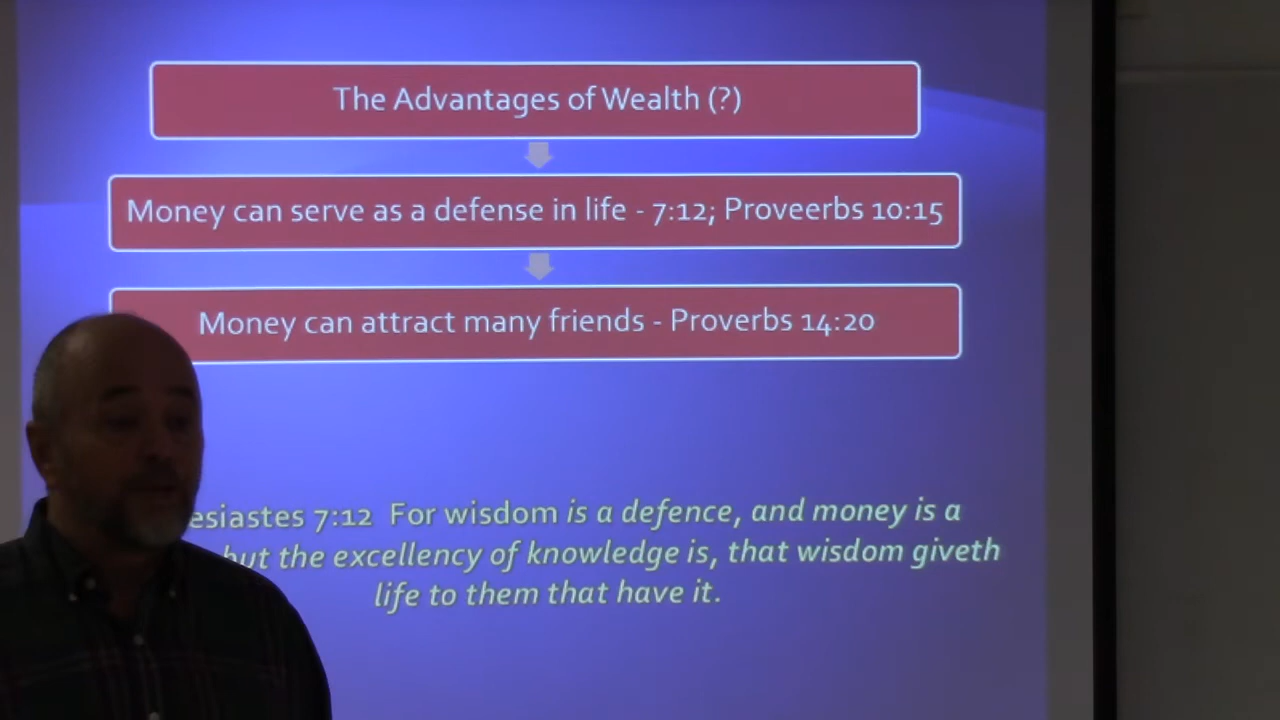 The Advantages of Wealth (?)
Money can serve as a defense in life - 7:12; Proveerbs 10:15
Money can attract many friends - Proverbs 14:20
esiastes 7:12 For wisdom is a defence, and money is a
but the excellency of knowledge is, that wisdom giveth
life to them that have it.